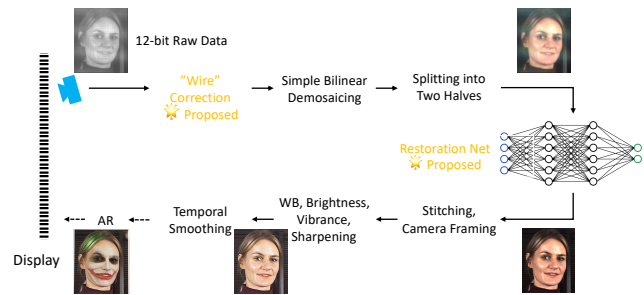 12-bit Raw Data
"Wire"
Correction
Proposed
Simple Bilinear
Demosaicing
Splitting into
Two Halves
Restoration Net
Proposed
Stitching,
Camera Framing
WB, Brightness,
Vibrance,
Sharpening
Temporal
Smoothing
AR
Display